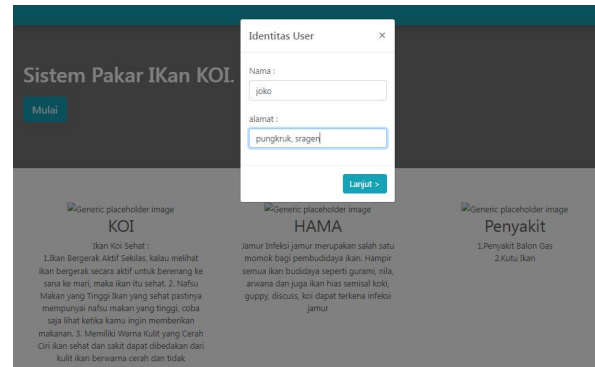 Identitas User ×
Nama :
joko
alamat :
pungkruk, sragen
Lanjut >
Sistem Pakar IKan KOI.
Mulai
Generic placeholder image
KOI
Ikan Koi Sehat :
1.Ikan Bergerak Aktif Sekilas, kalau melihat
ikan bergerak secara aktif untuk berenang ke
sana ke mari, maka ikan itu sehat. 2. Nafsu
Makan yang Tinggi Ikan yang sehat pastinya
mempunyai nafsu makan yang tinggi, coba
saja lihat ketika kamu ingin memberikan
makanan. 3. Memiliki Warna Kulit yang Cerah
Ciri ikan sehat dan sakit dapat dibedakan dari
kulit ikan berwarna cerah dan tidak
Generic placeholder image
HAMA
Jamur Infeksi jamur merupakan salah satu
momok bagi pembudidaya ikan. Hampir
semua ikan budidaya seperti gurami, nila,
arwana dan juga ikan hias semisal koki,
guppy, discuss, koi dapat terkena infeksi
jamur
Generic placeholder image
Penyakit
1.Penyakit Balon Gas
2.Kutu Ikan